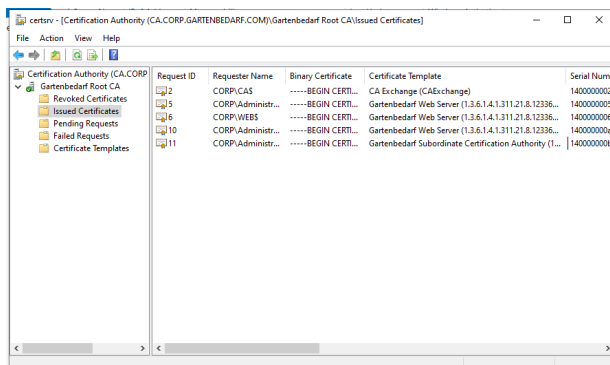 certsrv - [Certification Authority (CA.CORP.GARTENBEDARF.COM)\Gartenbedarf Root CA\Issued Certificates]
File Action View Help
Certification Authority (CA.CORP
Gartenbedarf Root CA
Revoked Certificates
Issued Certificates
Pending Requests
Failed Requests
Certificate Templates
Request ID Requester Name Binary Certificate Certificate Template Serial Num
2 CORP\CA$ -----BEGIN CERTI... CA Exchange (CAExchange) 1400000002
5 CORP\Administr... -----BEGIN CERTI... Gartenbedarf Web Server (1.3.6.1.4.1.311.21.8.12336... 1400000005
6 CORP\WEB$ -----BEGIN CERTI... Gartenbedarf Web Server (1.3.6.1.4.1.311.21.8.12336... 1400000006
10 CORP\Administr... -----BEGIN CERTI... Gartenbedarf Web Server (1.3.6.1.4.1.311.21.8.12336... 140000000a
11 CORP\Administr... -----BEGIN CERTI... Gartenbedarf Subordinate Certification Authority (1... 140000000b